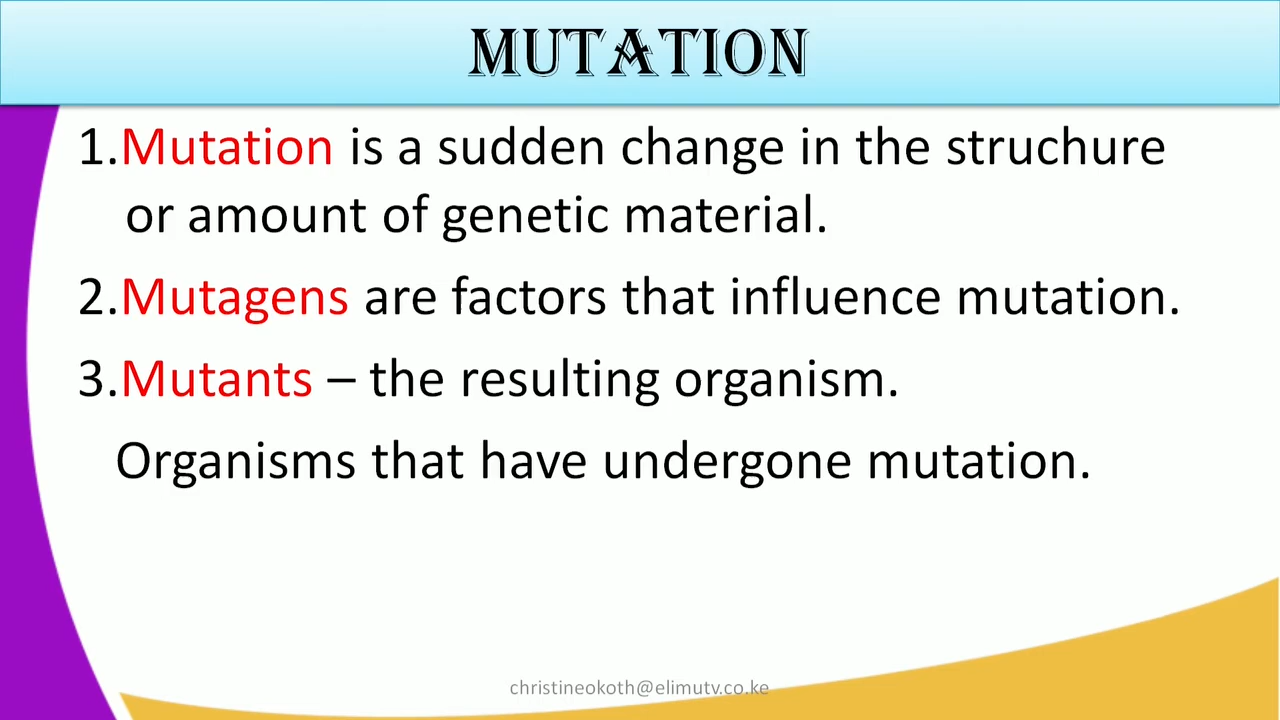 MUTATION
1.Mutation is a sudden change in the struchure
or amount of genetic material.
2.Mutagens are factors that influence mutation.
3.Mutants – the resulting organism.
Organisms that have undergone mutation.
christineokoth@elimutv.co.ke